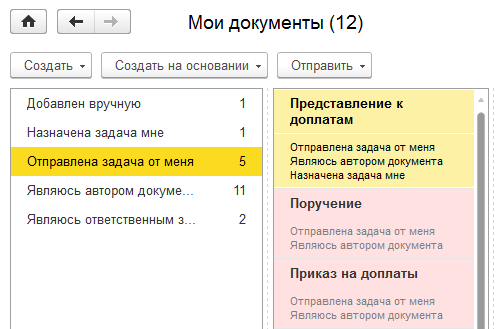 Мои документы (12)
Создать
Создать на основании
Отправить
Добавлен вручную 1
Назначена задача мне 1
Отправлена задача от меня 5
Являюсь автором докуме... 11
Являюсь ответственным з... 2
Представление к
доплатам
Отправлена задача от меня
Являюсь автором документа
Назначена задача мне
Поручение
Отправлена задача от меня
Являюсь автором документа
Приказ на доплаты
Отправлена задача от меня
Являюсь автором документа